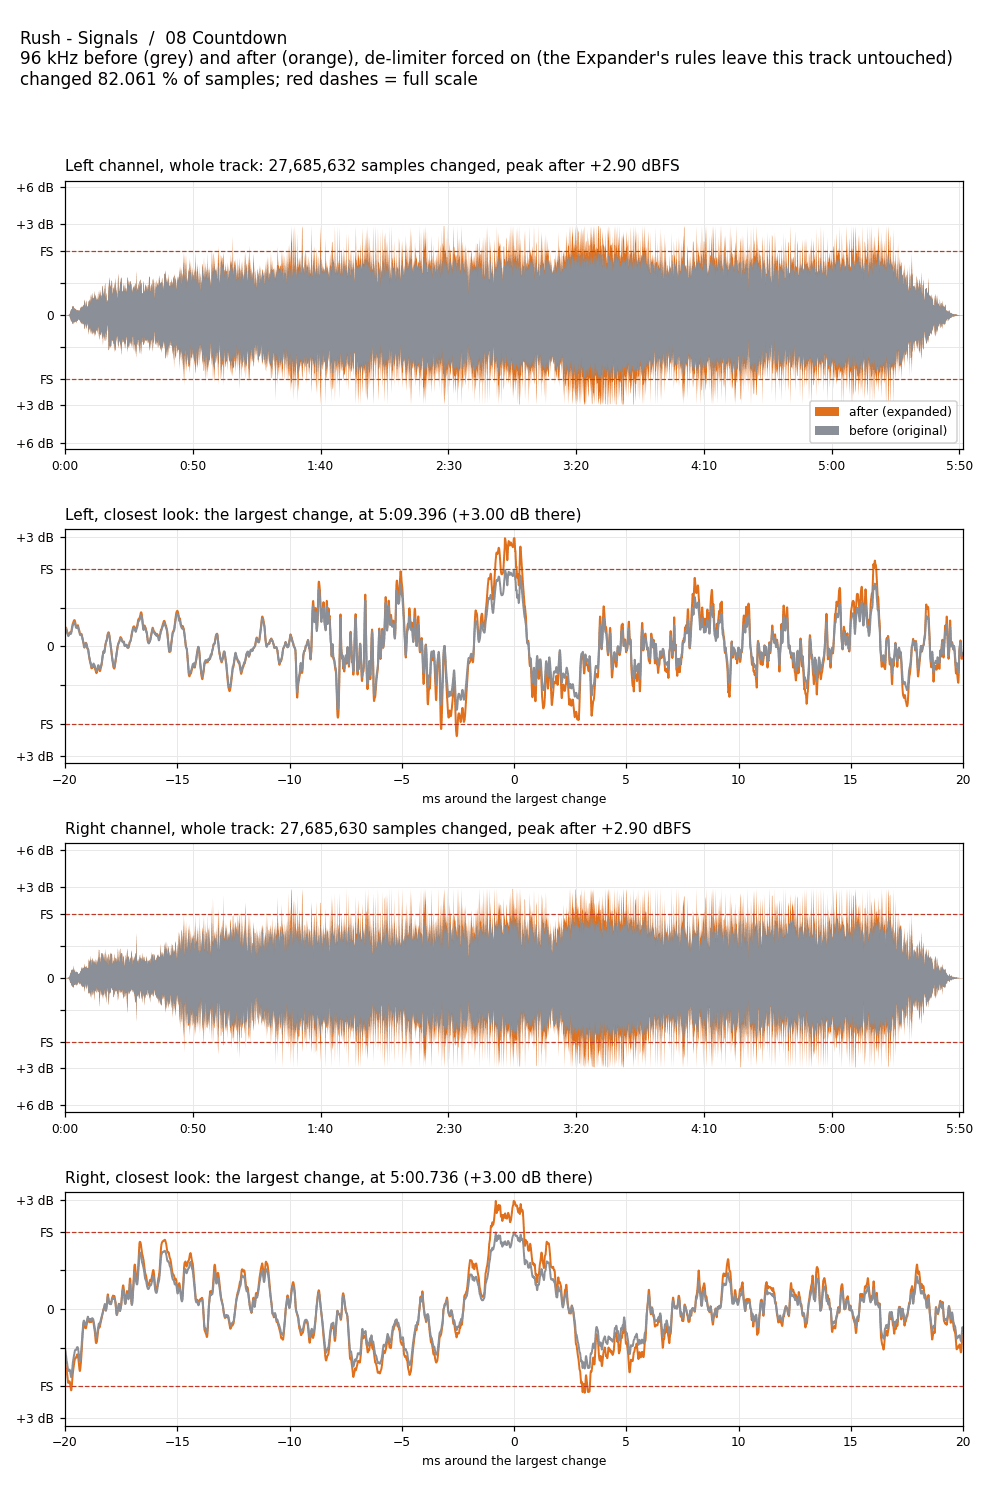 Rush - Signals  /  08 Countdown
96 kHz before (grey) and after (orange), de-limiter forced on (the Expander's rules leave this track untouched)
changed 82.061 % of samples; red dashes = full scale
Left channel, whole track: 27,685,632 samples changed, peak after +2.90 dBFS
+6 dB
+3 dB
FS
0
FS
+3 dB
+6 dB
after (expanded)
before (original)
0:00 0:50 1:40 2:30 3:20 4:10 5:00 5:50
Left, closest look: the largest change, at 5:09.396 (+3.00 dB there)
+3 dB
FS
0
FS
+3 dB
−20 −15 −10 −5 0 5 10 15 20
ms around the largest change
Right channel, whole track: 27,685,630 samples changed, peak after +2.90 dBFS
+6 dB
+3 dB
FS
0
FS
+3 dB
+6 dB
0:00 0:50 1:40 2:30 3:20 4:10 5:00 5:50
Right, closest look: the largest change, at 5:00.736 (+3.00 dB there)
+3 dB
FS
0
FS
+3 dB
−20 −15 −10 −5 0 5 10 15 20
ms around the largest change